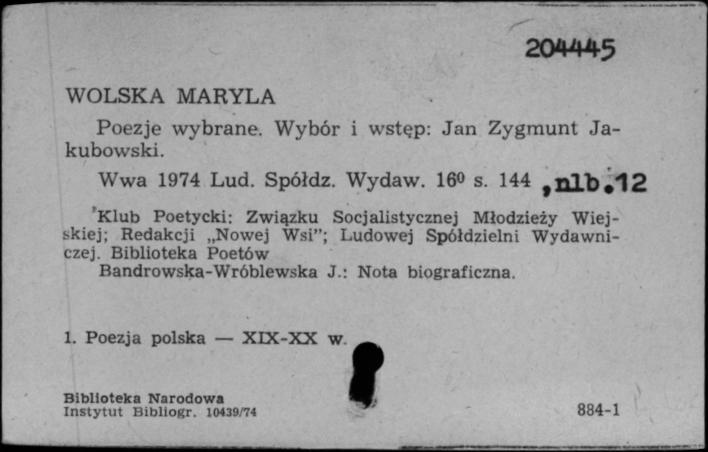 204445
WOLSKA MARYLA
Poezje wybrane. Wybór i wstęp: Jan Zygmunt Ja-
kubowski.
Wwa 1974 Lud. Spółdz. Wydaw. 16º s. 144 , nlb. 12
Klub Poetycki: Związku Socjalistycznej Młodzieży Wiej-
skiej; Redakcji „Nowej Wsi”; Ludowej Spółdzielni Wydawni-
czej. Biblioteka Poetów
Bandrowska-Wróblewska J.: Nota biograficzna.
1. Poezja polska — XIX-XX w.
Biblioteka Narodowa
Instytut Bibliogr. 10439/74
884-1